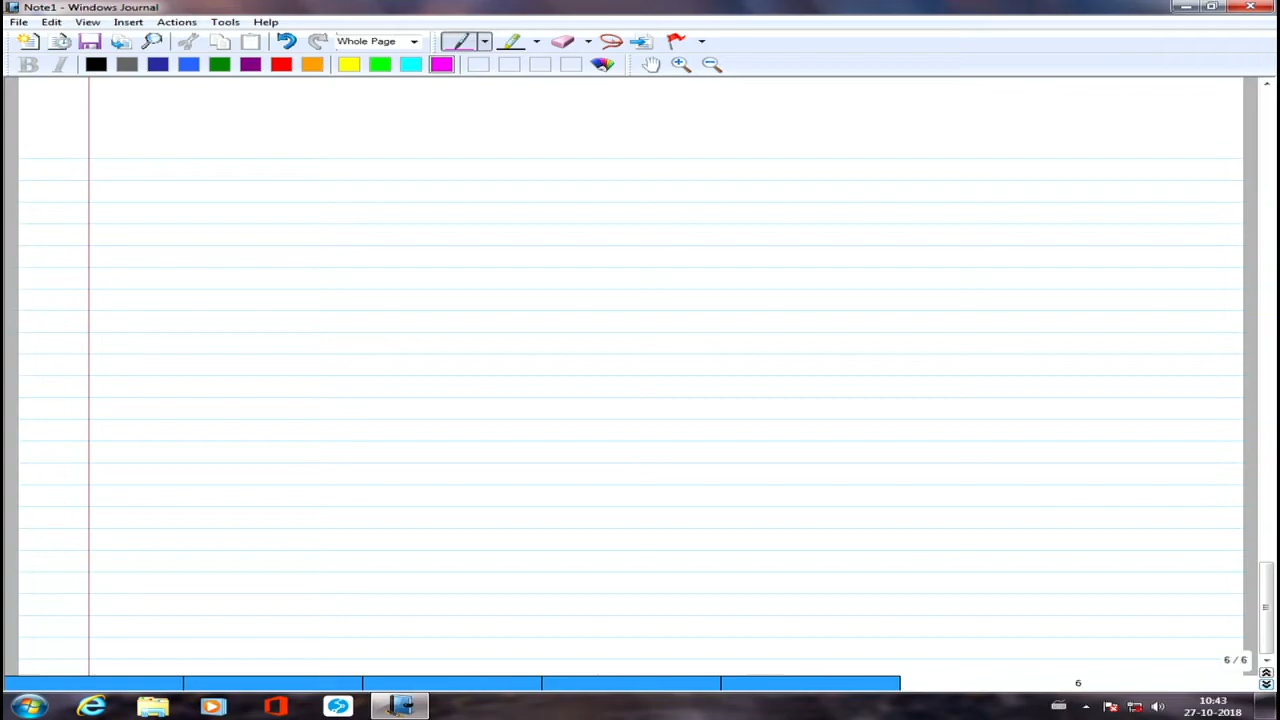 Note1 - Windows Journal
File Edit View Insert Actions Tools Help
Whole Page
B I
6 / 6
6
10:43
27-10-2018